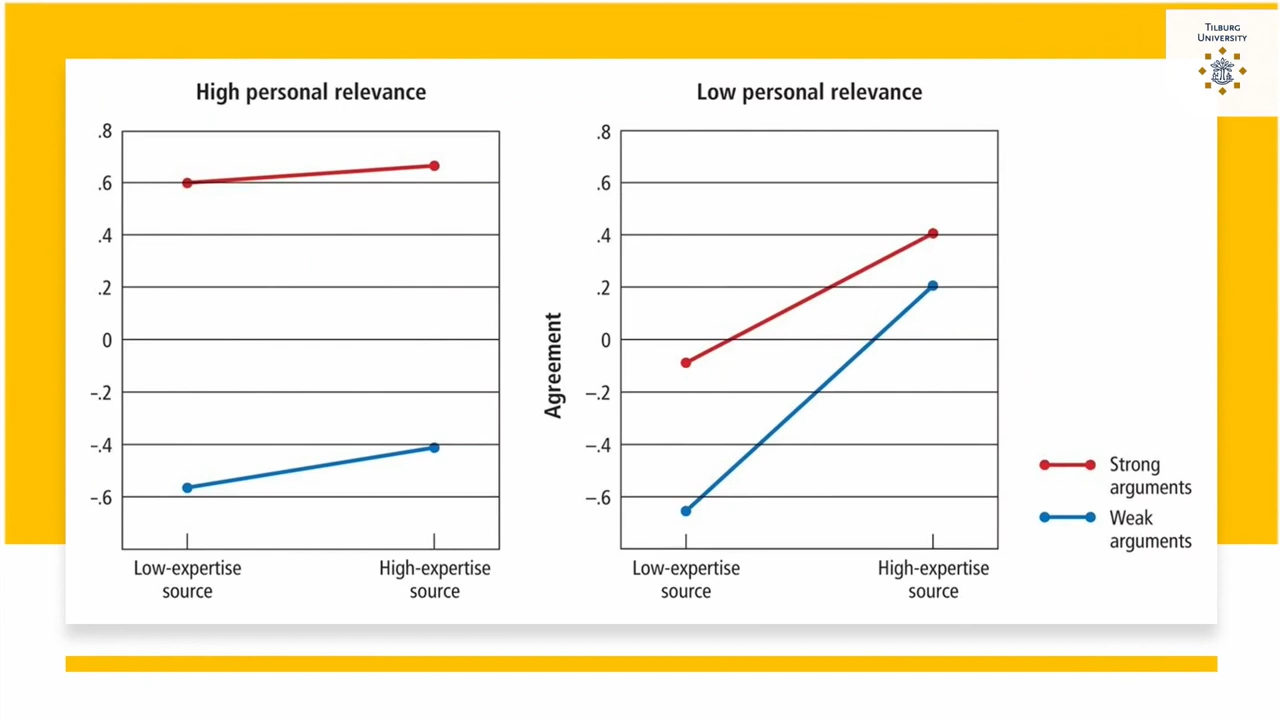 TILBURG
UNIVERSITY
High personal relevance
.8
.6
.4
.2
0
–.2
–.4
–.6
Low-expertise
source
High-expertise
source
Low personal relevance
Agreement
.8
.6
.4
.2
0
–.2
–.4
–.6
Low-expertise
source
High-expertise
source
Strong
arguments
Weak
arguments